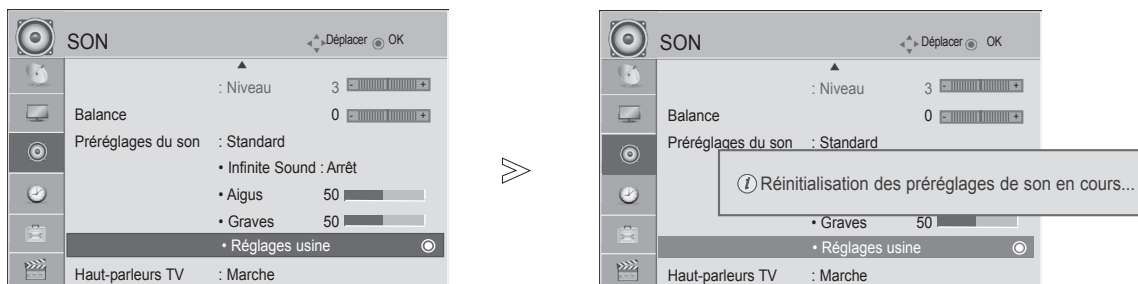 SON Déplacer OK
: Niveau 3 - +
Balance 0 - +
Préréglages du son : Standard
• Infinite Sound : Arrêt
• Aigus 50
• Graves 50
• Réglages usine
Haut-parleurs TV : Marche
SON Déplacer OK
: Niveau 3 - +
Balance 0 - +
Préréglages du son : Standard
i Réinitialisation des préréglages de son en cours...
• Graves 50
• Réglages usine
Haut-parleurs TV : Marche